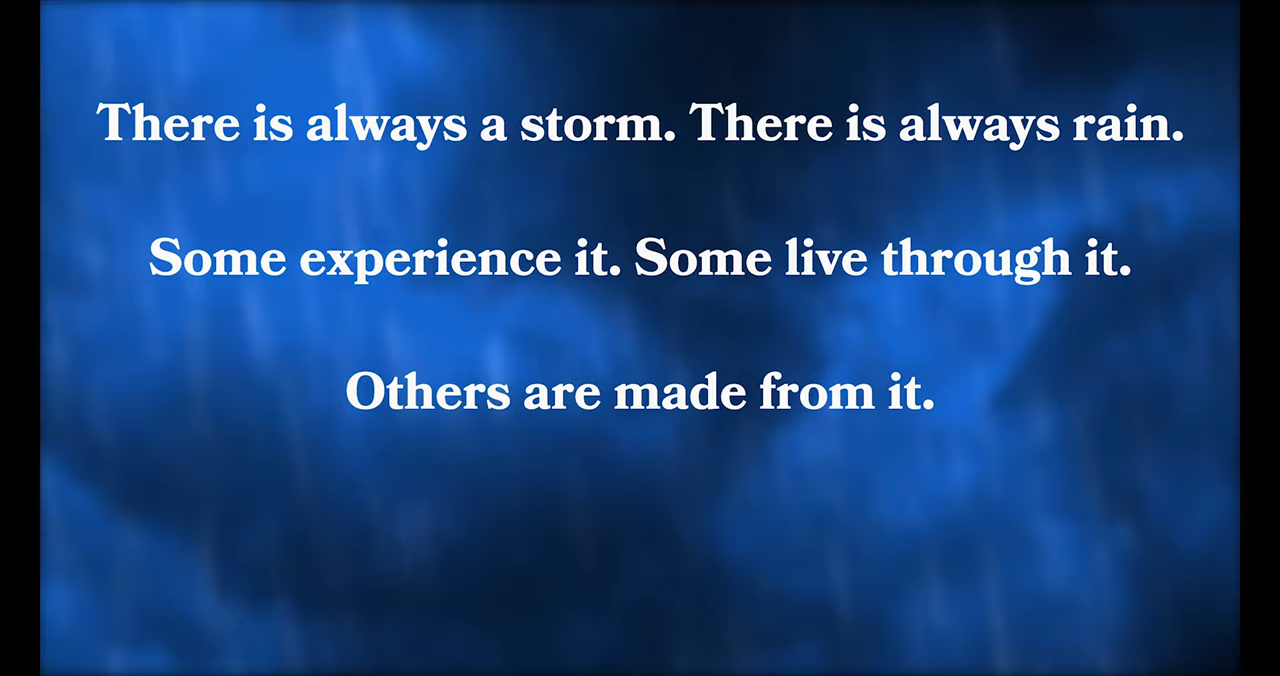 There is always a storm. There is always rain.
Some experience it. Some live through it.
Others are made from it.